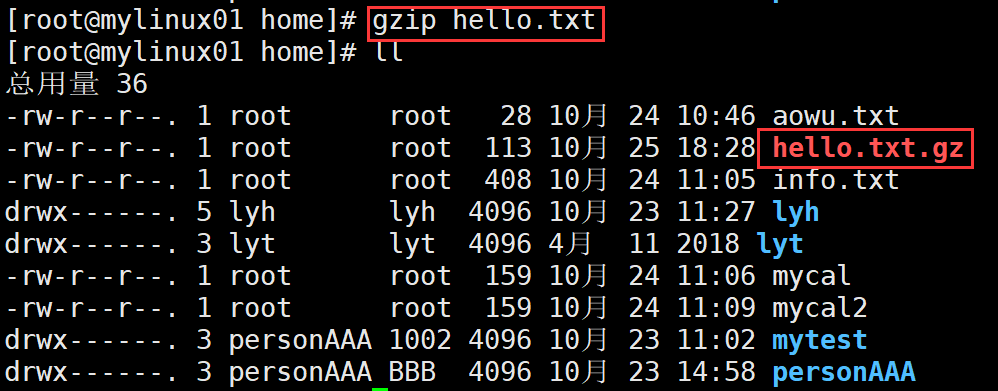 [root@mylinux01 home]# gzip hello.txt
[root@mylinux01 home]# ll
总用量 36
-rw-r--r--. 1 root      root   28 10月 24 10:46 aowu.txt
-rw-r--r--. 1 root      root  113 10月 25 18:28 hello.txt.gz
-rw-r--r--. 1 root      root  408 10月 24 11:05 info.txt
drwx------. 5 lyh       lyh  4096 10月 23 11:27 lyh
drwx------. 3 lyt       lyt  4096 4月  11 2018 lyt
-rw-r--r--. 1 root      root  159 10月 24 11:06 mycal
-rw-r--r--. 1 root      root  159 10月 24 11:09 mycal2
drwx------. 3 personAAA 1002 4096 10月 23 11:02 mytest
drwx------. 3 personAAA BBB  4096 10月 23 14:58 personAAA